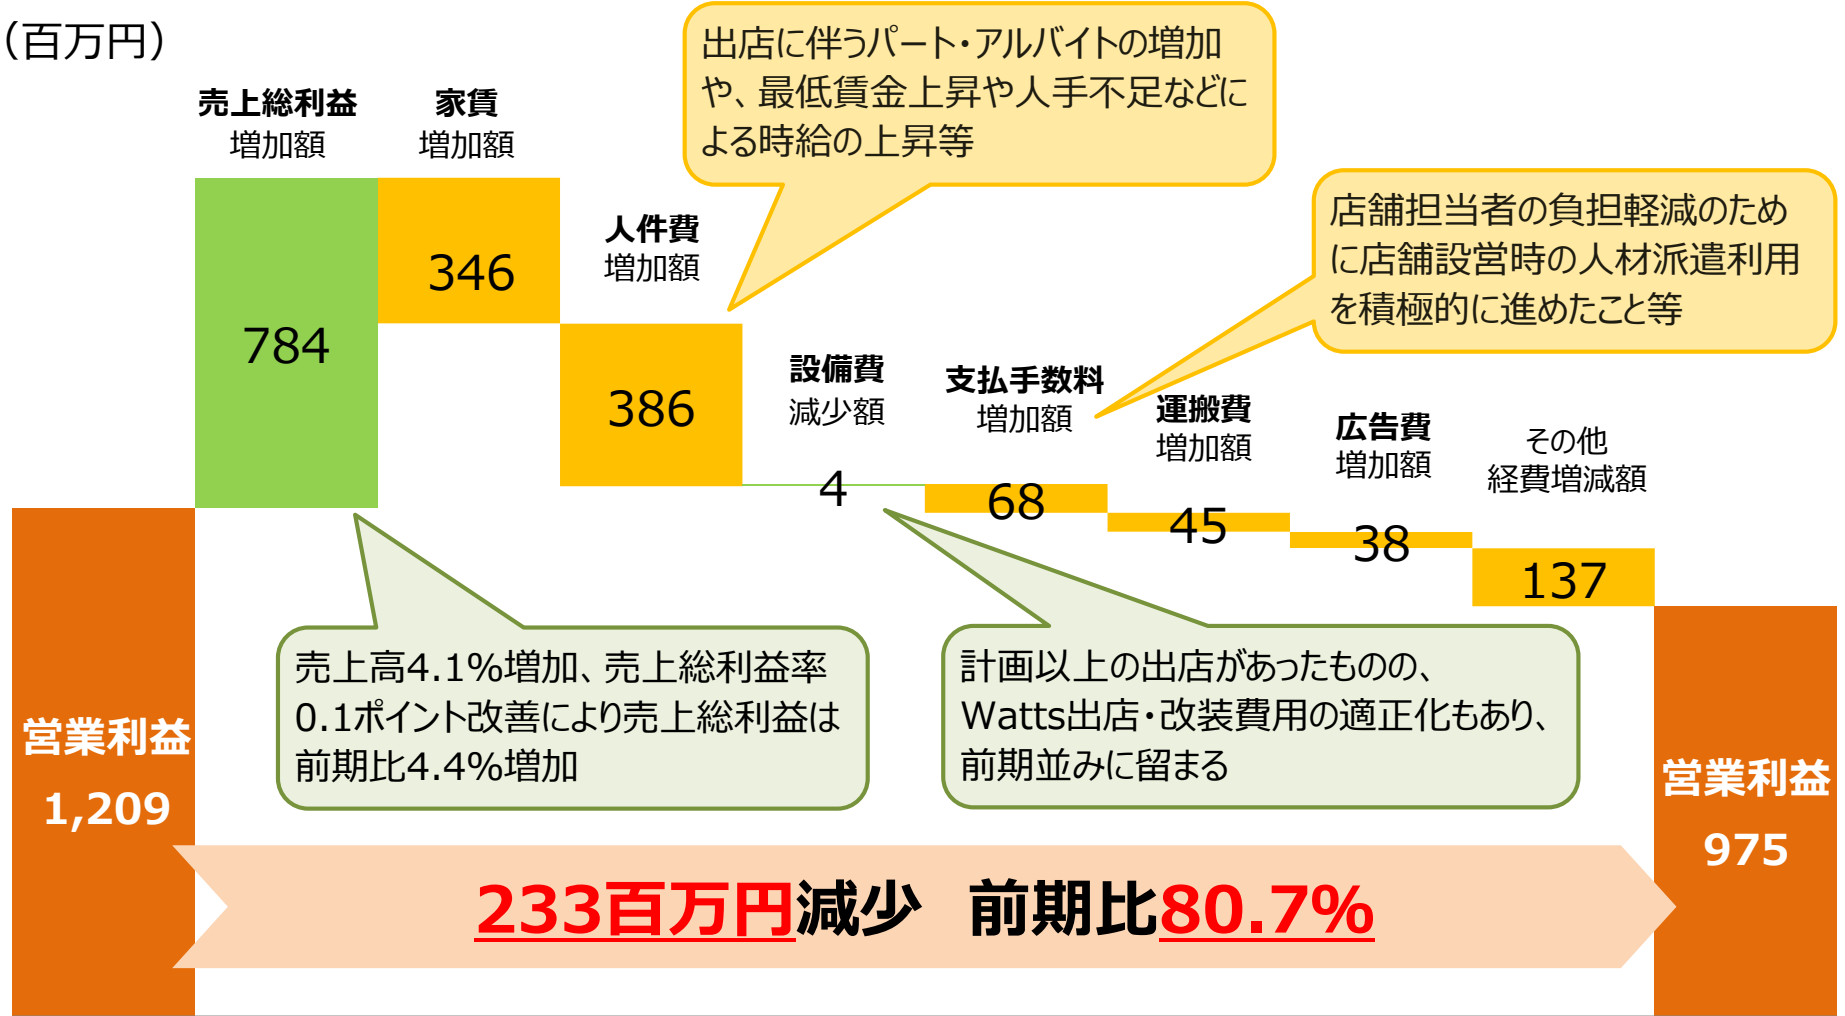 （百万円）
売上総利益
増加額
784
家賃
増加額
346
出店に伴うパート・アルバイトの増加
や、最低賃金上昇や人手不足などに
よる時給の上昇等
人件費
増加額
386
設備費
減少額
4
支払手数料
増加額
68
店舗担当者の負担軽減のため
に店舗設営時の人材派遣利用
を積極的に進めたこと等
運搬費
増加額
45
広告費
増加額
38
その他
経費増減額
137
営業利益
1,209
売上高4.1%増加、売上総利益率
0.1ポイント改善により売上総利益は
前期比4.4%増加
計画以上の出店があったものの、
Watts出店・改装費用の適正化もあり、
前期並みに留まる
営業利益
975
233百万円減少　前期比80.7%